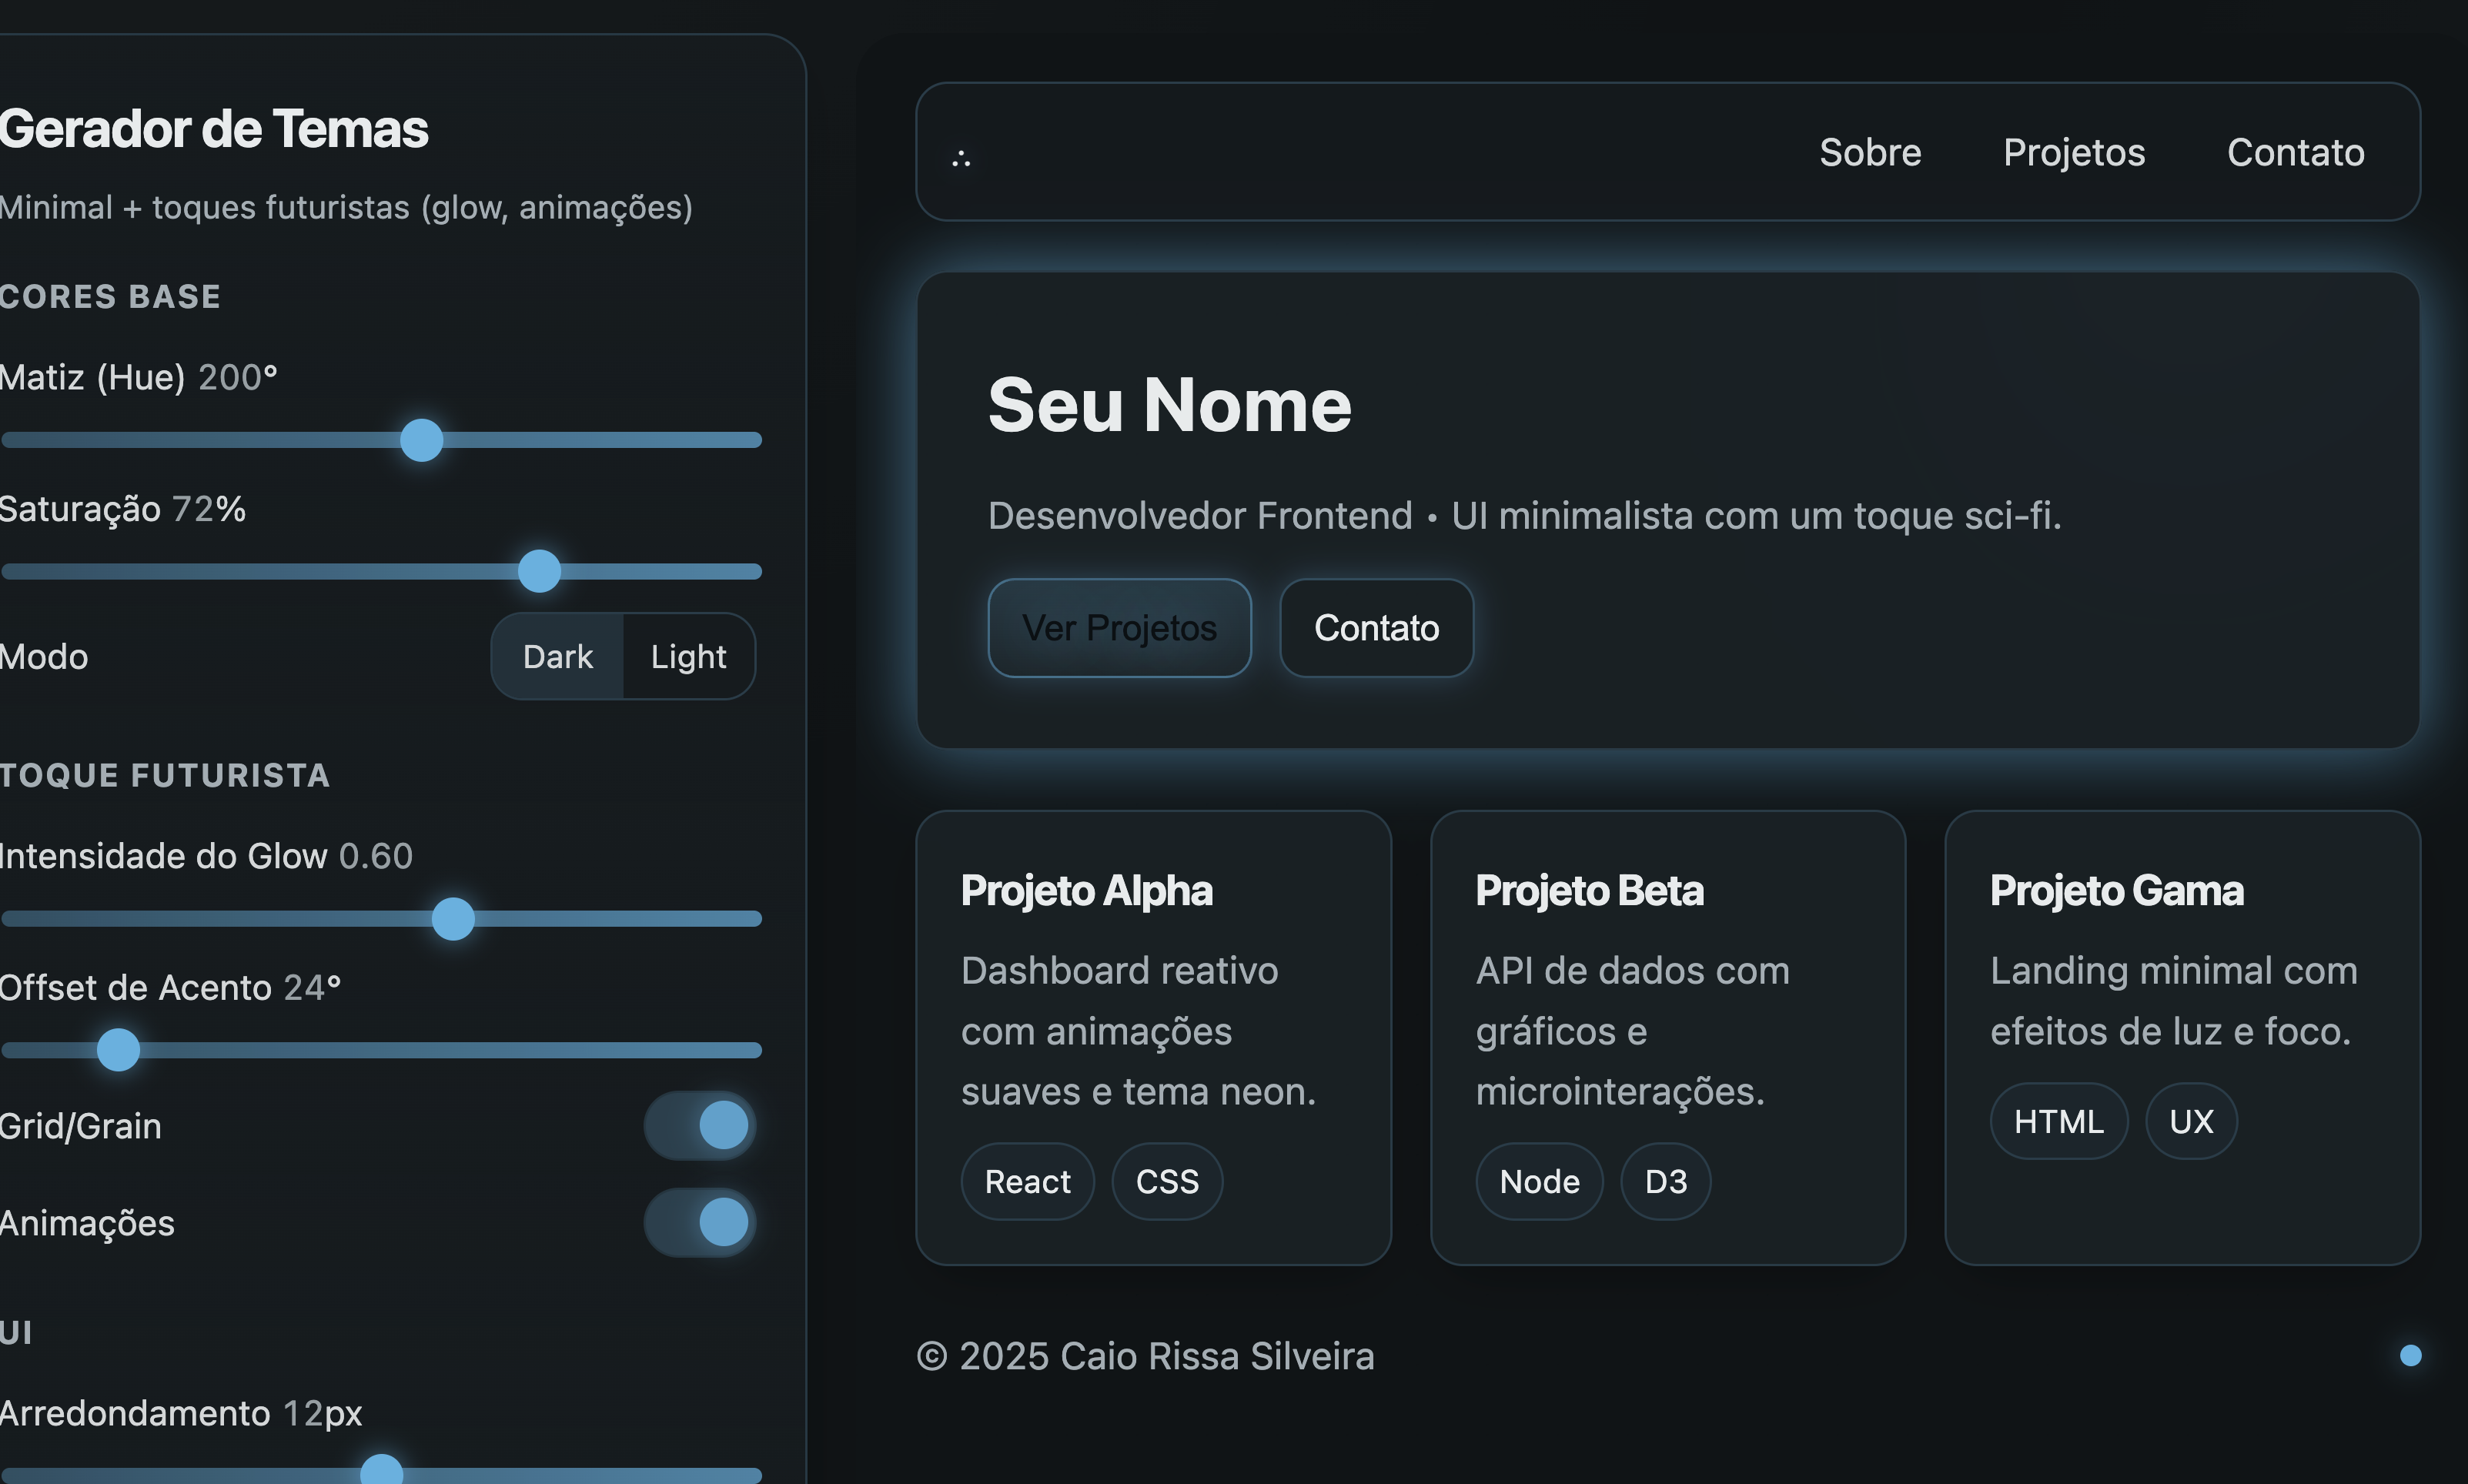 Gerador de Temas
Minimal + toques futuristas (glow, animações)
CORES BASE
Matiz (Hue) 200°
Saturação 72%
Modo
Dark
Light
TOQUE FUTURISTA
Intensidade do Glow 0.60
Offset de Acento 24°
Grid/Grain
Animações
UI
Arredondamento 12px
Sobre
Projetos
Contato
Seu Nome
Desenvolvedor Frontend • UI minimalista com um toque sci-fi.
Ver Projetos
Contato
Projeto Alpha
Dashboard reativo
com animações
suaves e tema neon.
React
CSS
Projeto Beta
API de dados com
gráficos e
microinterações.
Node
D3
Projeto Gama
Landing minimal com
efeitos de luz e foco.
HTML
UX
© 2025 Caio Rissa Silveira